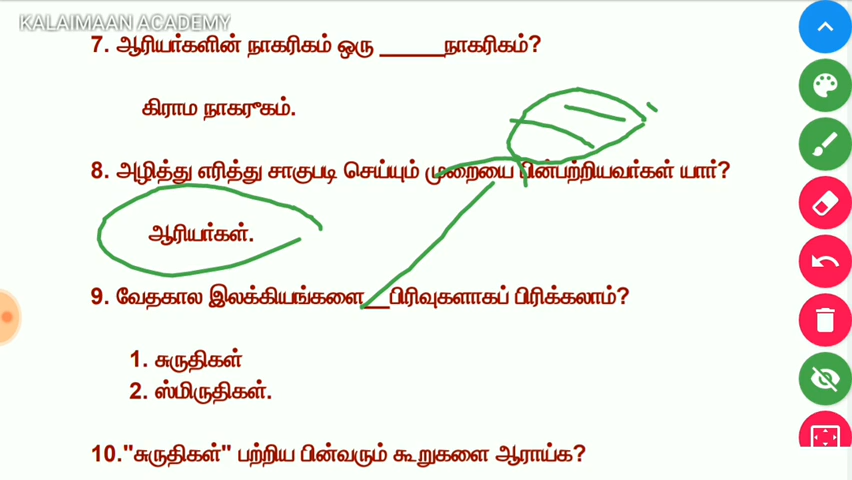 KALAIMAAN ACADEMY
7. ஆரியர்களின் நாகரிகம் ஒரு ______நாகரிகம்?
கிராம நாகரூகம்.
8. அழித்து எரித்து சாகுபடி செய்யும் முறையை பின்பற்றியவர்கள் யார்?
ஆரியர்கள்.
9. வேதகால இலக்கியங்களை__பிரிவுகளாகப் பிரிக்கலாம்?
1. சுருதிகள்
2. ஸ்மிருதிகள்.
10."சுருதிகள்" பற்றிய பின்வரும் கூறுகளை ஆராய்க?